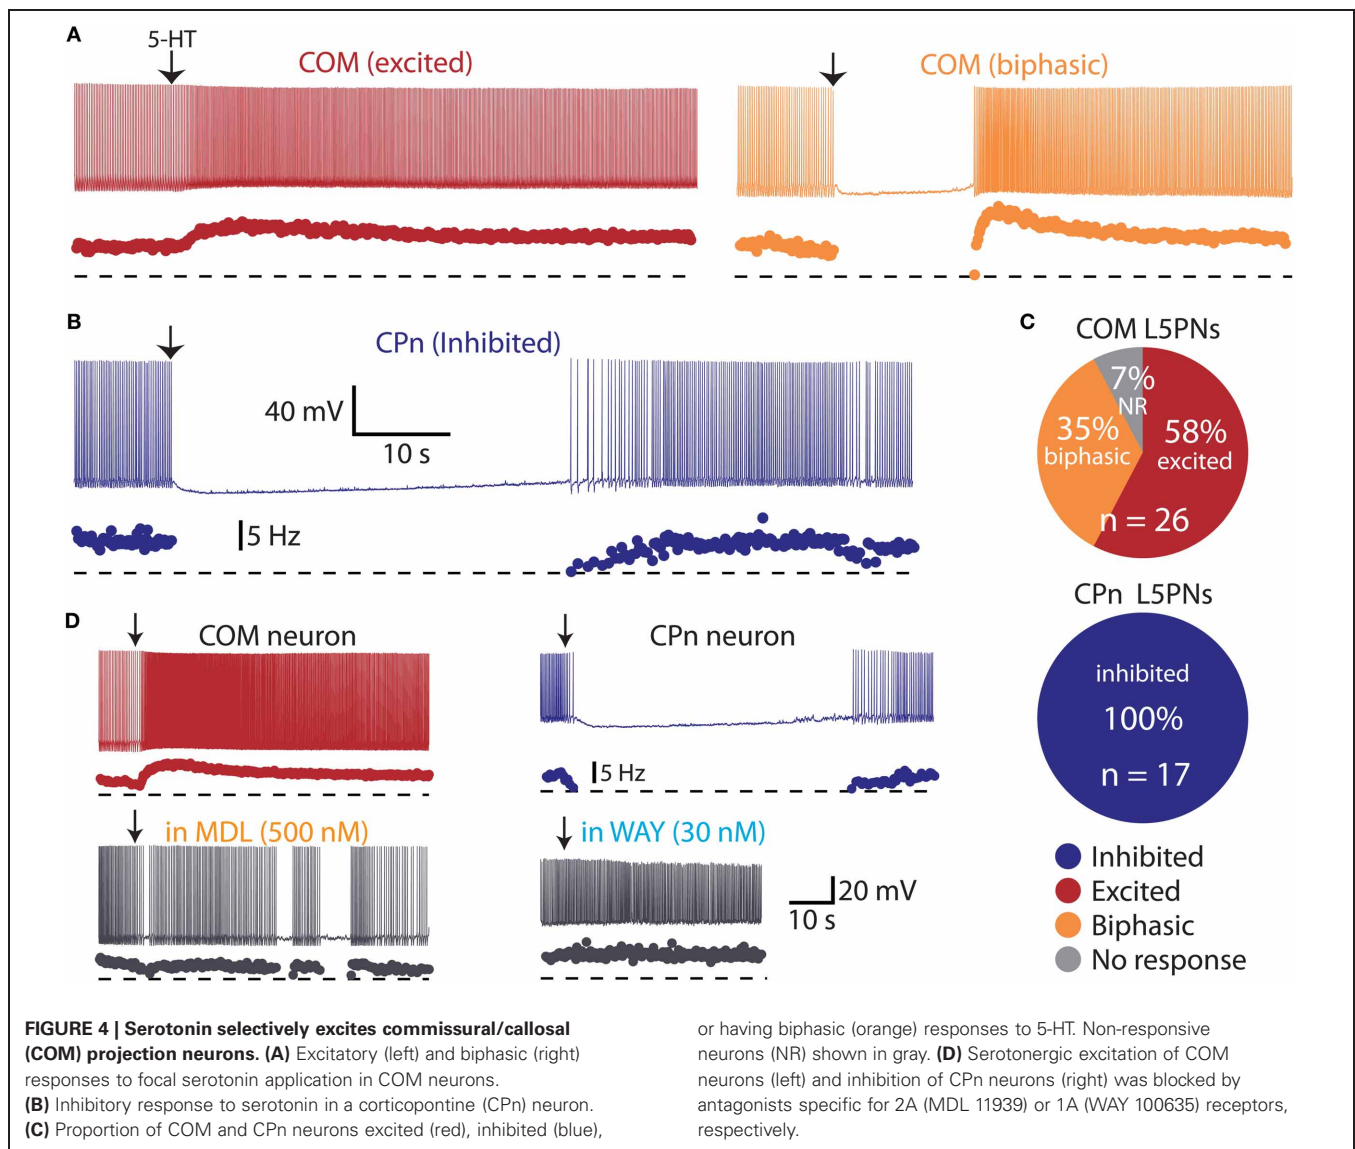 A
5-HT
COM (excited)
COM (biphasic)
B
CPn (Inhibited)
40 mV
10 s
5 Hz
C
COM L5PNs
7%
NR
35%
biphasic
58%
excited
n = 26
CPn L5PNs
inhibited
100%
n = 17
Inhibited
Excited
Biphasic
No response
D
COM neuron
CPn neuron
5 Hz
in MDL (500 nM)
in WAY (30 nM)
20 mV
10 s
FIGURE 4 | Serotonin selectively excites commissural/callosal
(COM) projection neurons. (A) Excitatory (left) and biphasic (right)
responses to focal serotonin application in COM neurons.
(B) Inhibitory response to serotonin in a corticopontine (CPn) neuron.
(C) Proportion of COM and CPn neurons excited (red), inhibited (blue),
or having biphasic (orange) responses to 5-HT. Non-responsive
neurons (NR) shown in gray. (D) Serotonergic excitation of COM
neurons (left) and inhibition of CPn neurons (right) was blocked by
antagonists specific for 2A (MDL 11939) or 1A (WAY 100635) receptors,
respectively.